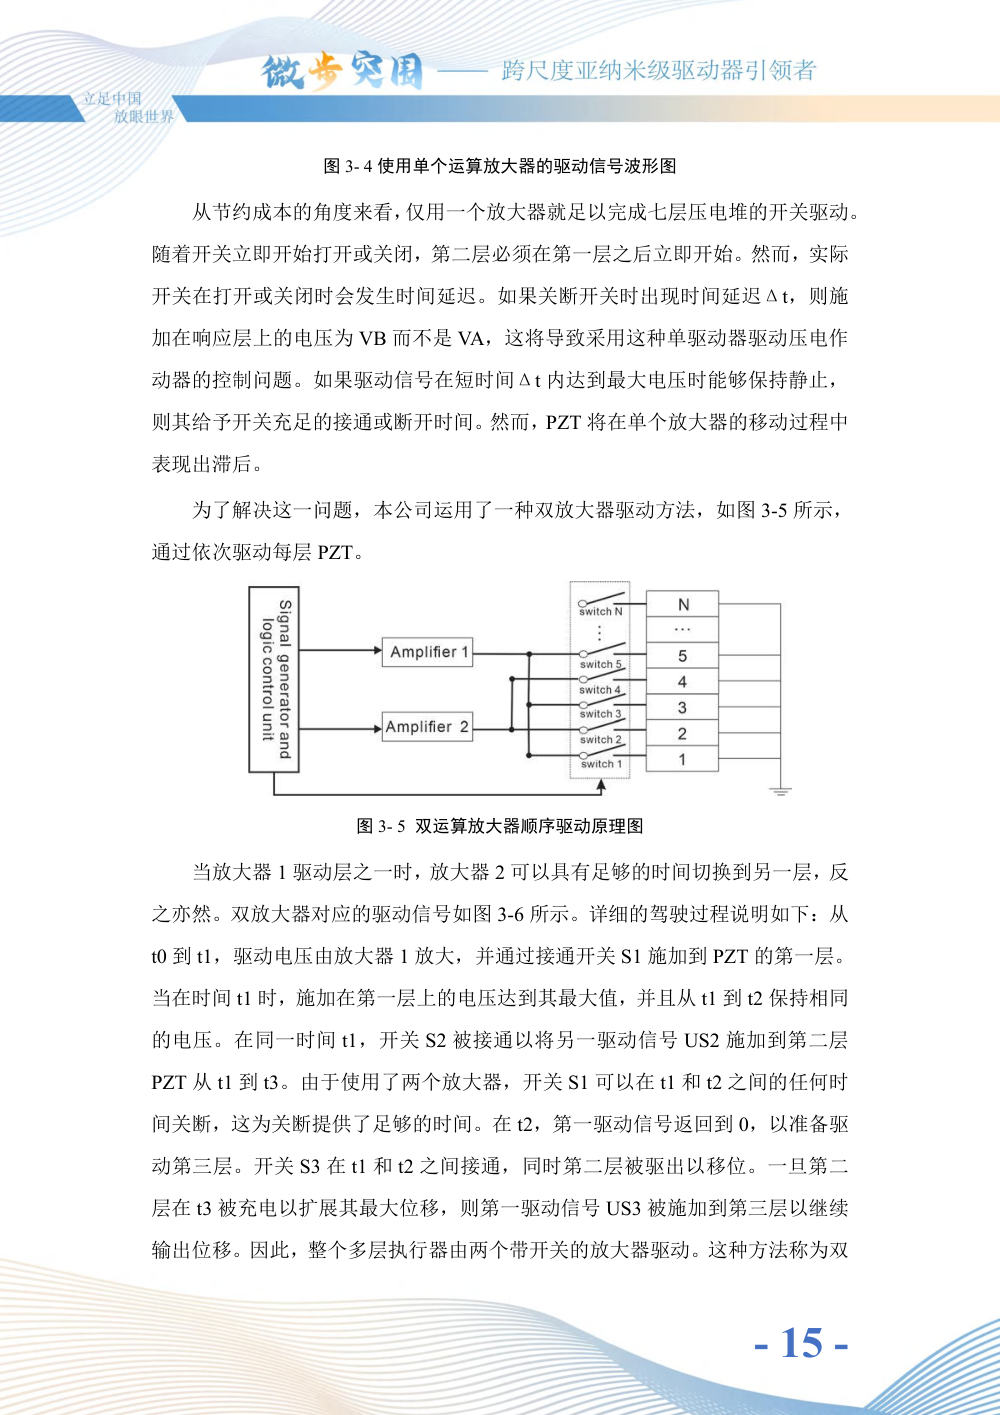 微步突围 —— 跨尺度亚纳米级驱动器引领者
立足中国
放眼世界
图 3- 4 使用单个运算放大器的驱动信号波形图
从节约成本的角度来看，仅用一个放大器就足以完成七层压电堆的开关驱动。
随着开关立即开始打开或关闭，第二层必须在第一层之后立即开始。然而，实际
开关在打开或关闭时会发生时间延迟。如果关断开关时出现时间延迟 Δt，则施
加在响应层上的电压为 VB 而不是 VA，这将导致采用这种单驱动器驱动压电作
动器的控制问题。如果驱动信号在短时间 Δt 内达到最大电压时能够保持静止，
则其给予开关充足的接通或断开时间。然而，PZT 将在单个放大器的移动过程中
表现出滞后。
为了解决这一问题，本公司运用了一种双放大器驱动方法，如图 3-5 所示，
通过依次驱动每层 PZT。
Signal generator and
logic control unit
Amplifier 1
Amplifier 2
switch N
⋮
switch 5
switch 4
switch 3
switch 2
switch 1
N
…
5
4
3
2
1
图 3- 5 双运算放大器顺序驱动原理图
当放大器 1 驱动层之一时，放大器 2 可以具有足够的时间切换到另一层，反
之亦然。双放大器对应的驱动信号如图 3-6 所示。详细的驾驶过程说明如下：从
t0 到 t1，驱动电压由放大器 1 放大，并通过接通开关 S1 施加到 PZT 的第一层。
当在时间 t1 时，施加在第一层上的电压达到其最大值，并且从 t1 到 t2 保持相同
的电压。在同一时间 t1，开关 S2 被接通以将另一驱动信号 US2 施加到第二层
PZT 从 t1 到 t3。由于使用了两个放大器，开关 S1 可以在 t1 和 t2 之间的任何时
间关断，这为关断提供了足够的时间。在 t2，第一驱动信号返回到 0，以准备驱
动第三层。开关 S3 在 t1 和 t2 之间接通，同时第二层被驱出以移位。一旦第二
层在 t3 被充电以扩展其最大位移，则第一驱动信号 US3 被施加到第三层以继续
输出位移。因此，整个多层执行器由两个带开关的放大器驱动。这种方法称为双
- 15 -